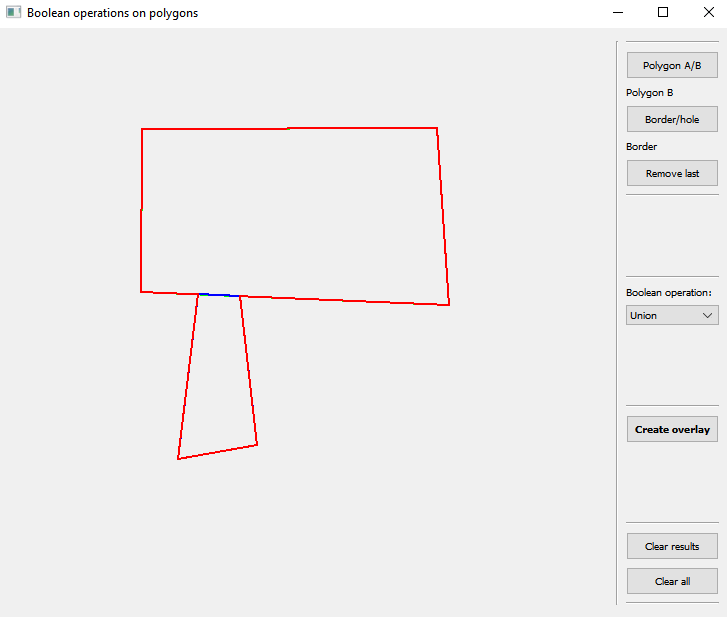 Boolean operations on polygons
Polygon A/B
Polygon B
Border/hole
Border
Remove last
Boolean operation:
Union
Create overlay
Clear results
Clear all